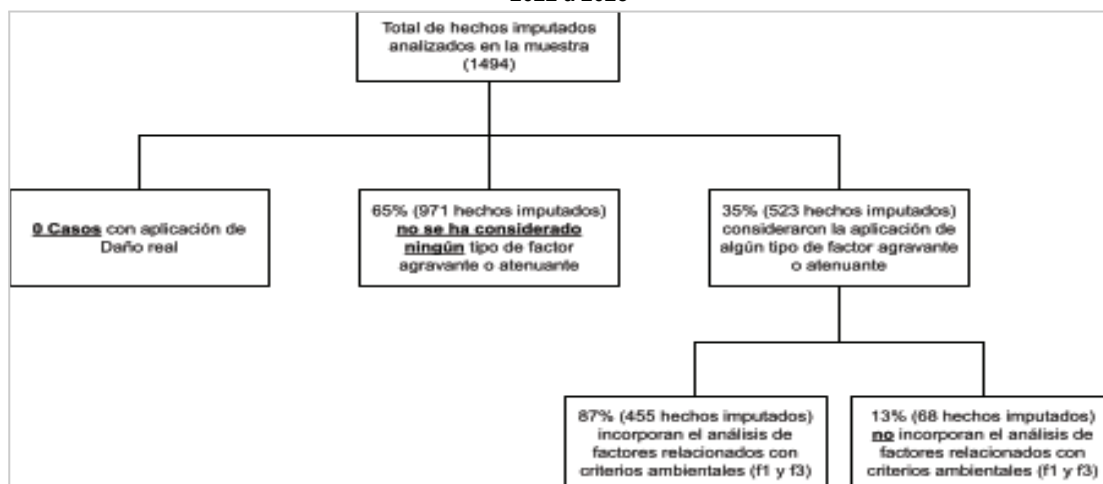 Total de hechos imputados
analizados en la muestra
(1494)
0 Casos con aplicación de
Daño real
65% (971 hechos imputados)
no se ha considerado
ningún tipo de factor
agravante o atenuante
35% (523 hechos imputados)
consideraron la aplicación de
algún tipo de factor agravante
o atenuante
87% (455 hechos imputados)
incorporan el análisis de
factores relacionados con
criterios ambientales (f1 y f3)
13% (68 hechos imputados)
no incorporan el análisis de
factores relacionados con
criterios ambientales (f1 y f3)